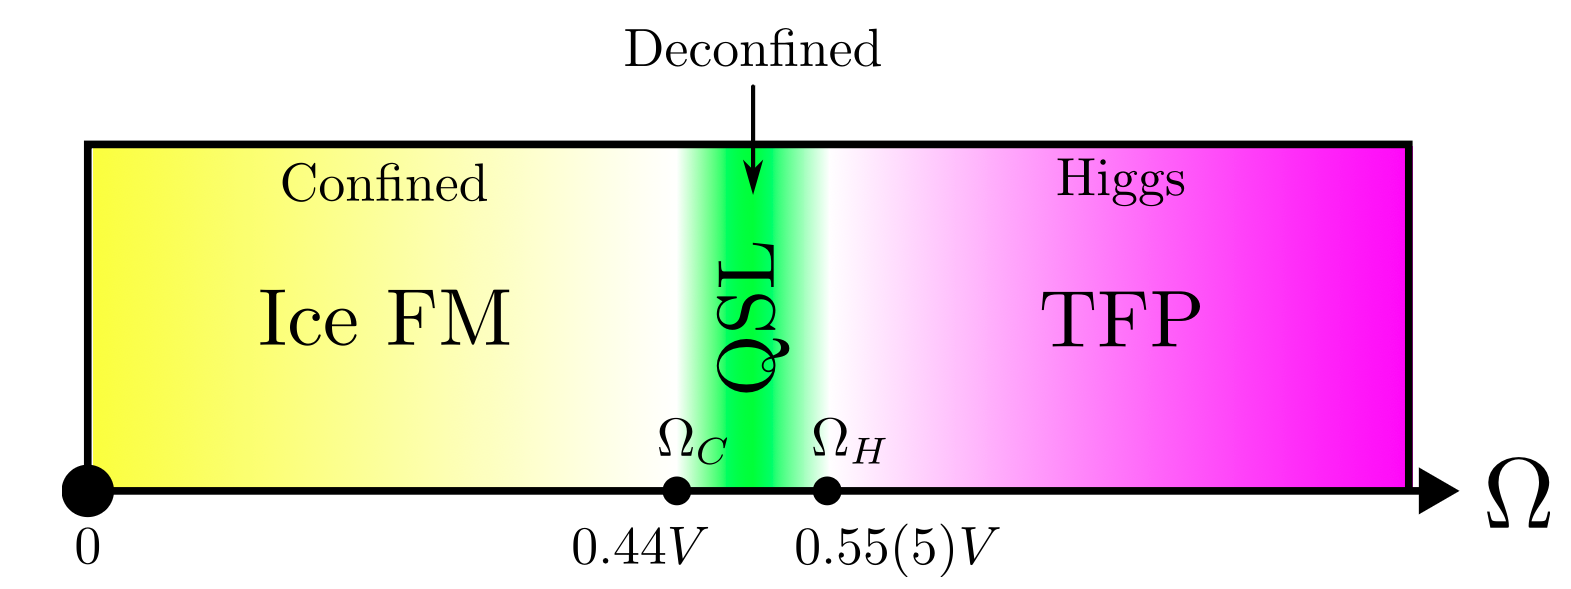 Deconfined
Confined
Higgs
Ice FM
QSL
TFP
Ω_C
Ω_H
Ω
0
0.44V
0.55(5)V